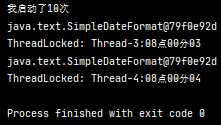 我启动了10次
java.text.SimpleDateFormat@79f0e92d
ThreadLocked: Thread-3:08点00分03
java.text.SimpleDateFormat@79f0e92d
ThreadLocked: Thread-4:08点00分04
Process finished with exit code 0